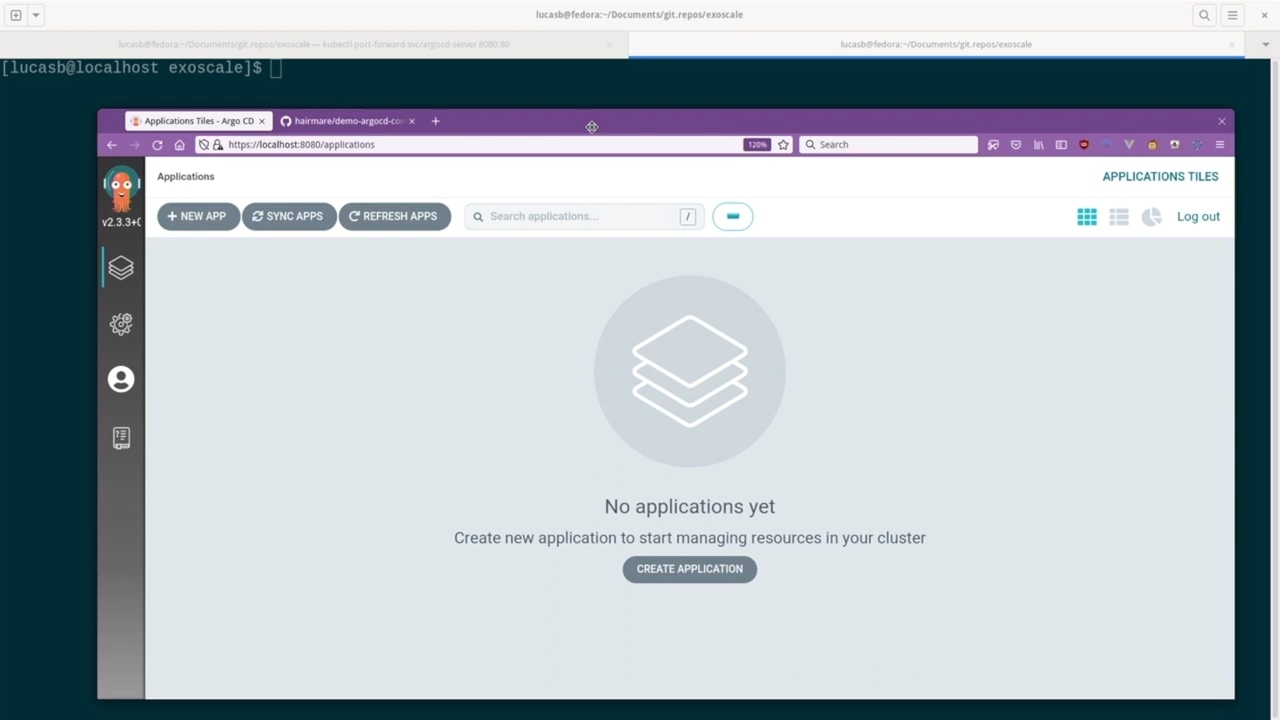 lucasb@fedora:~/Documents/git.repos/exoscale
lucasb@fedora:~/Documents/git.repos/exoscale — kubectl port-forward svc/argocd-server 8080:80
lucasb@fedora:~/Documents/git.repos/exoscale
[lucasb@localhost exoscale]$
Applications Tiles - Argo CD
hairmare/demo-argocd-con
https://localhost:8080/applications
120%
Search
Applications
APPLICATIONS TILES
v2.3.3+
NEW APP
SYNC APPS
REFRESH APPS
Search applications...
/
Log out
No applications yet
Create new application to start managing resources in your cluster
CREATE APPLICATION